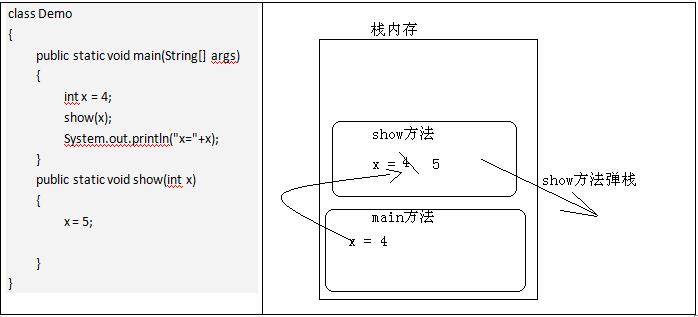 class Demo
{
public static void main(String[] args)
{
int x = 4;
show(x);
System.out.println("x="+x);
}
public static void show(int x)
{
x = 5;
}
}
栈内存
show方法
x = 4 5
show方法弹栈
main方法
x = 4